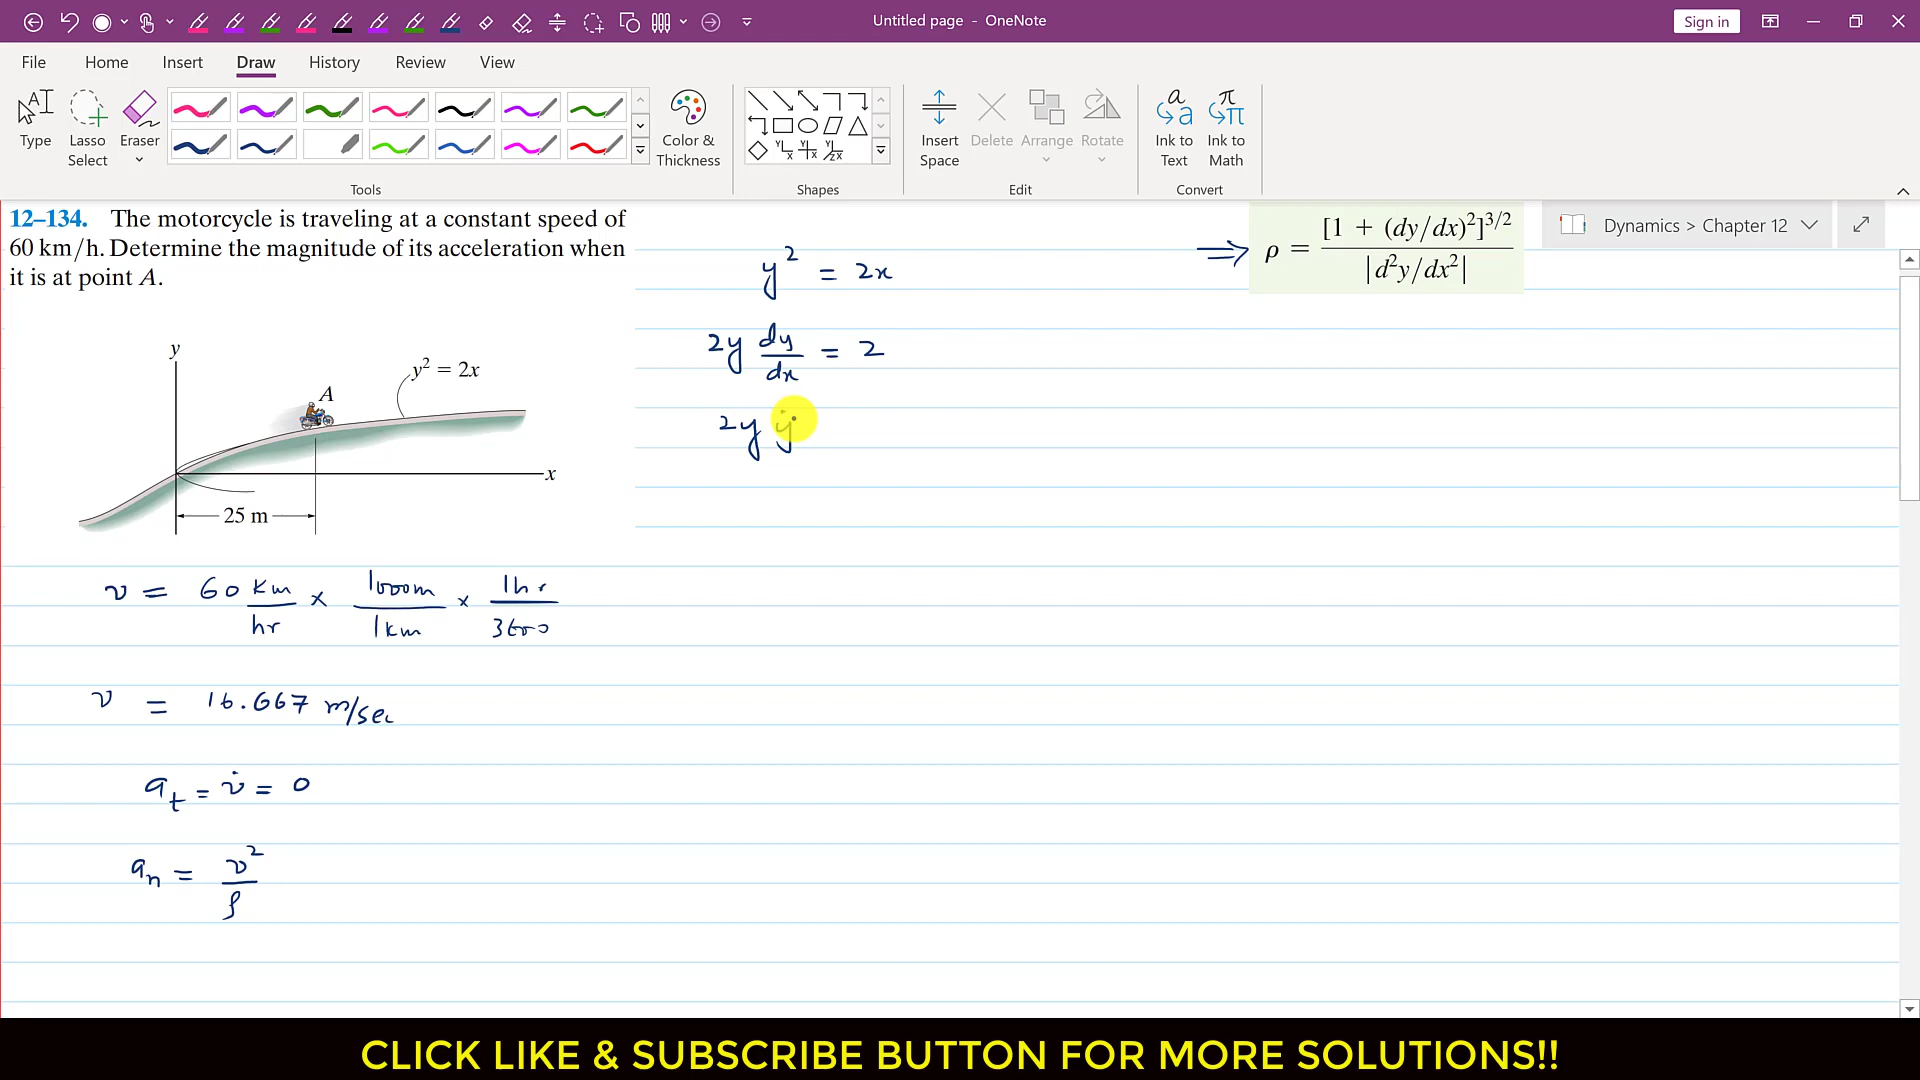 Untitled page - OneNote
Sign in
File Home Insert Draw History Review View
Type
Lasso Select
Eraser
Color & Thickness
Insert Space
Delete
Arrange
Rotate
Ink to Text
Ink to Math
Tools
Shapes
Edit
Convert
Dynamics > Chapter 12
12–134. The motorcycle is traveling at a constant speed of
60 km/h. Determine the magnitude of its acceleration when
it is at point A.
y
y² = 2x
A
x
25 m
v = 60 km/hr × 1000m/1km × 1hr/3600
v = 16.667 m/sec
a_t = v̇ = 0
a_n = v²/ρ
y² = 2x
2y dy/dx = 2
2y ẏ
⇒ ρ = [1 + (dy/dx)²]^3/2 / |d²y/dx²|
CLICK LIKE & SUBSCRIBE BUTTON FOR MORE SOLUTIONS!!